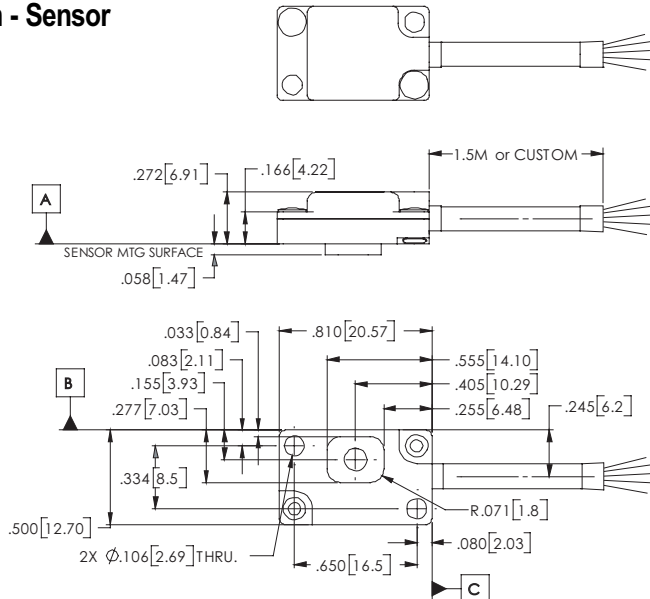 n - Sensor
1.5M or CUSTOM
.166[4.22]
.272[6.91]
A
SENSOR MTG SURFACE
.058[1.47]
.033[0.84]
.810[20.57]
.083[2.11]
.555[14.10]
B
.155[3.93]
.405[10.29]
.277[7.03]
.255[6.48]
.245[6.2]
.334[8.5]
R.071[1.8]
.500[12.70]
2X Ø.106[2.69]THRU.
.080[2.03]
.650[16.5]
C